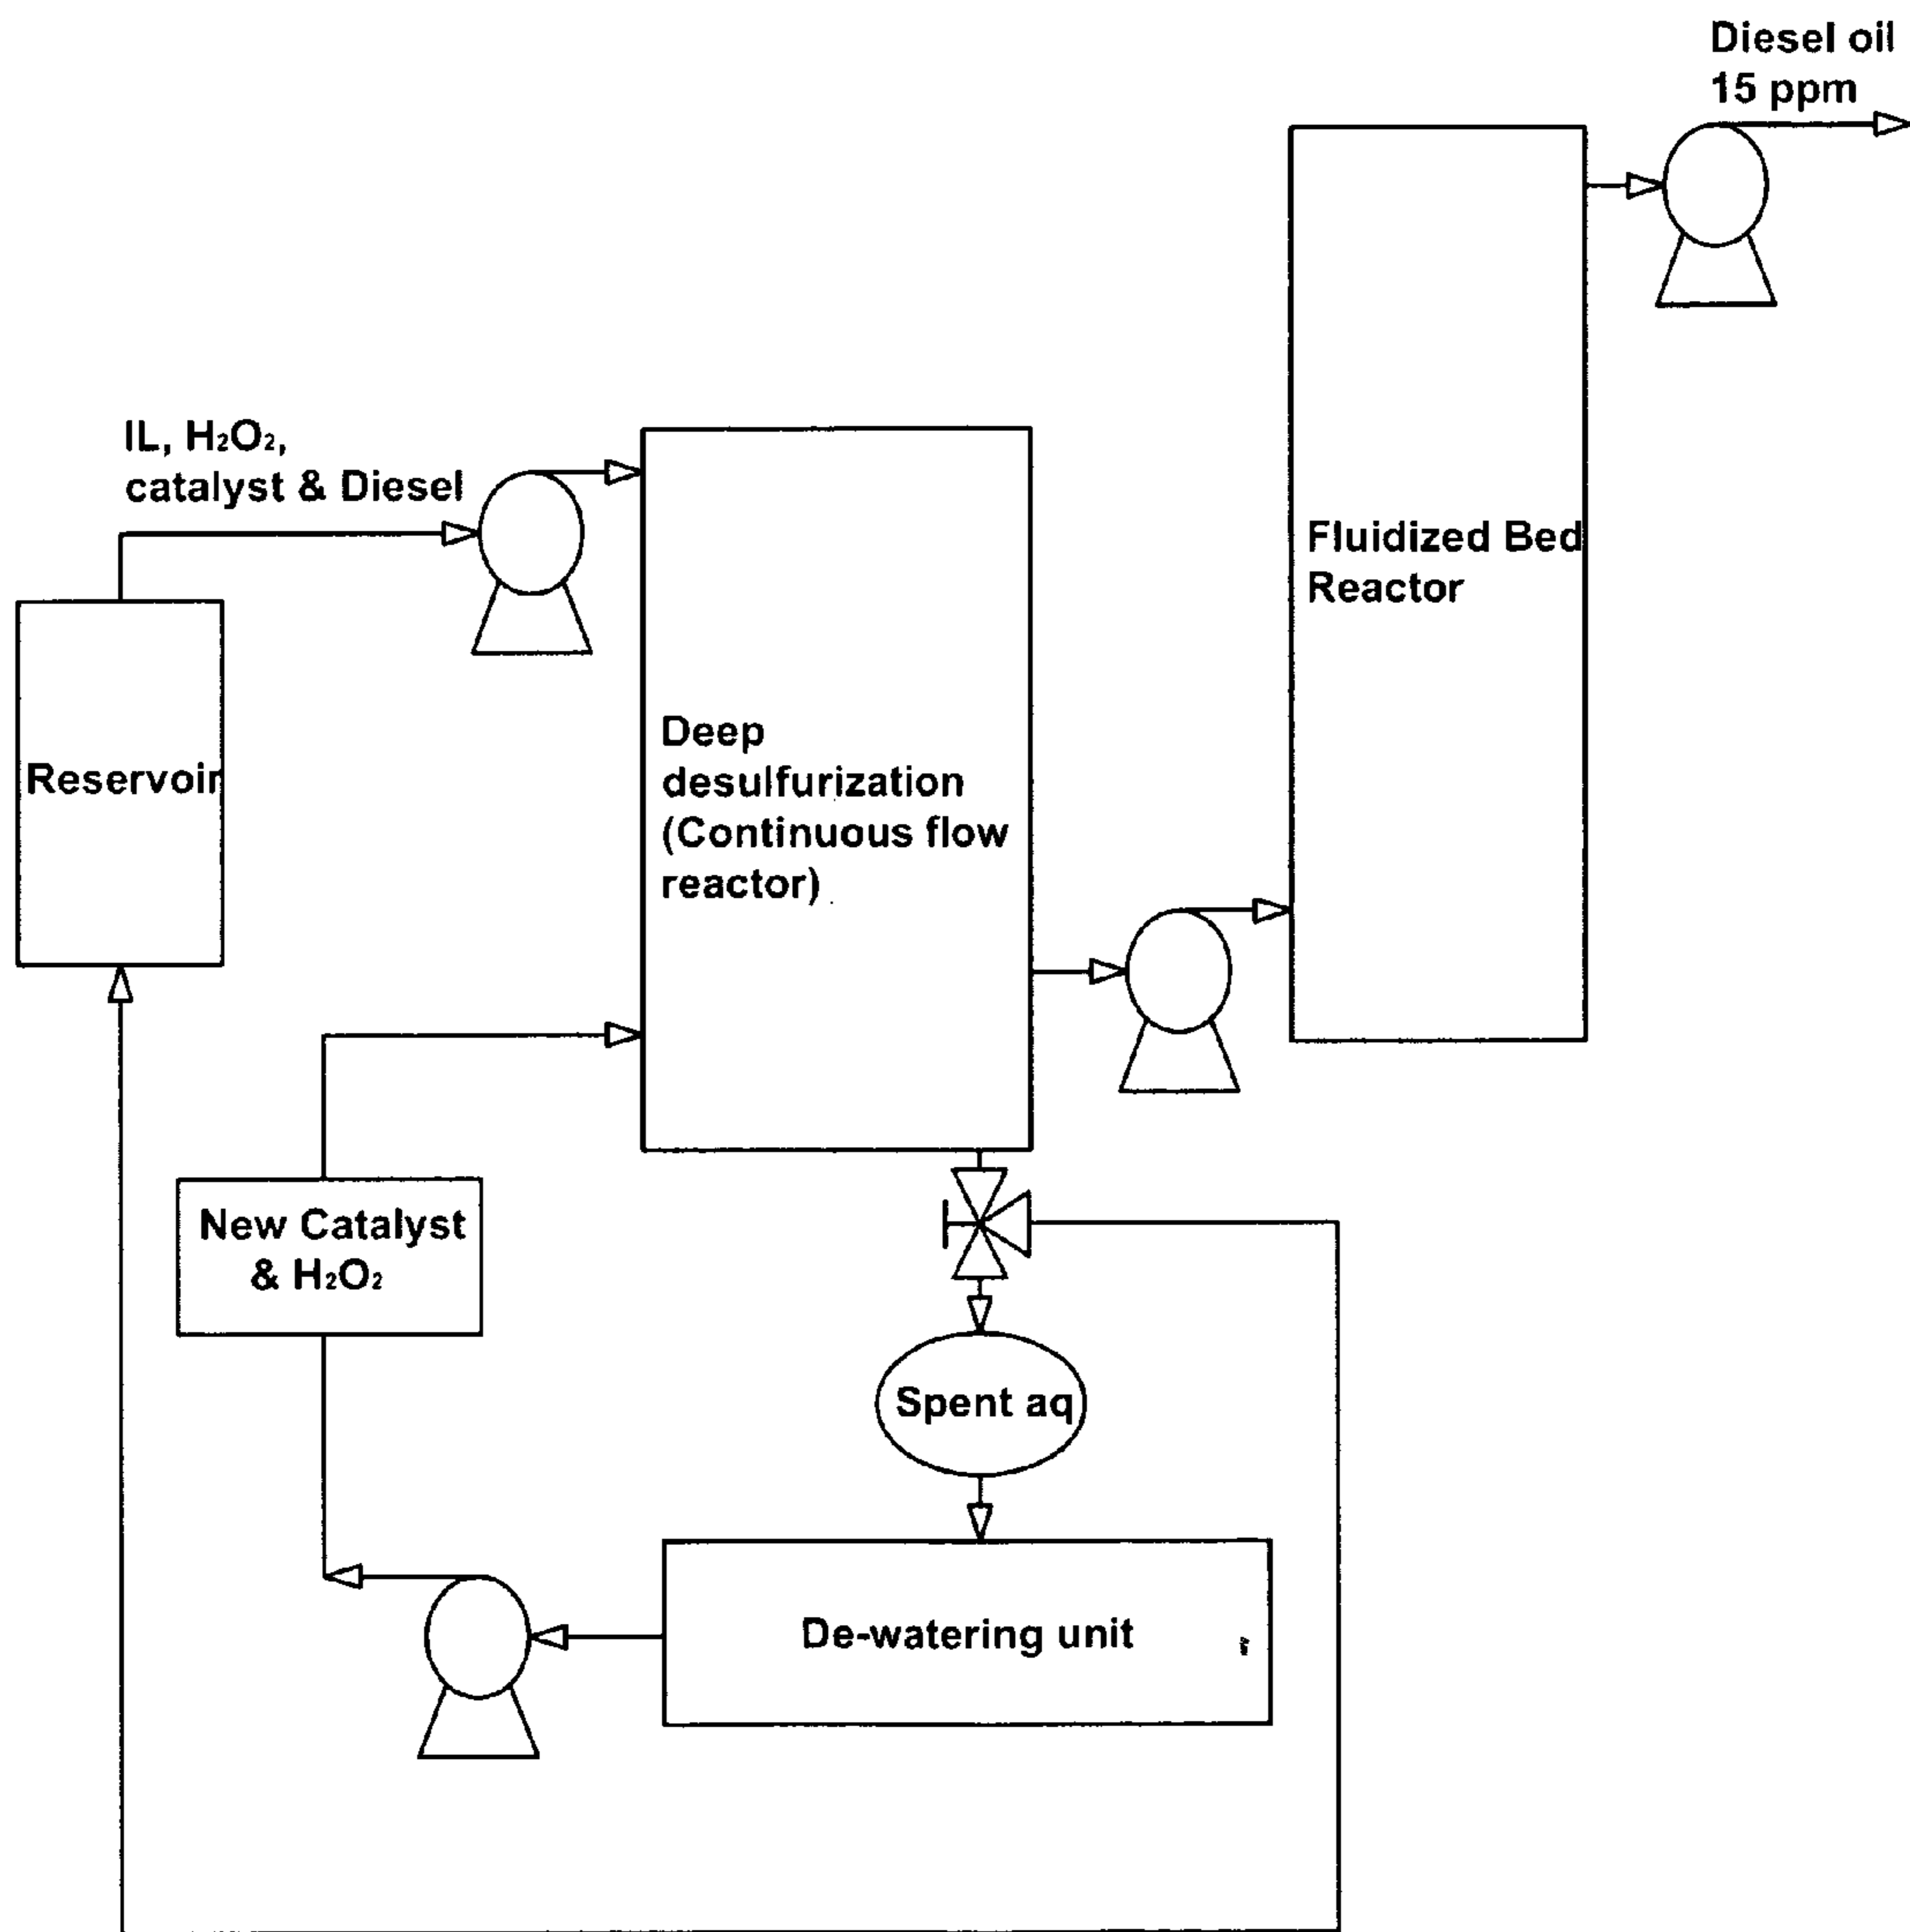 Diesel oil
15 ppm
IL, H₂O₂,
catalyst & Diesel
Fluidized Bed
Reactor
Reservoir
Deep
desulfurization
(Continuous flow
reactor)
New Catalyst
& H₂O₂
Spent aq
De-watering unit